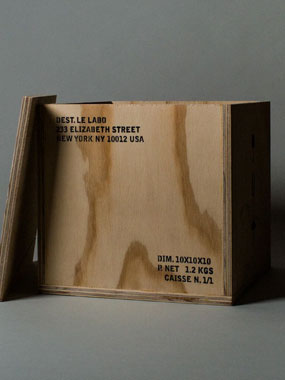 DEST. LE LABO
233 ELIZABETH STREET
NEW YORK NY 10012 USA
DIM. 10X10X10
P. NET 1.2 KGS
CAISSE N. 1/1